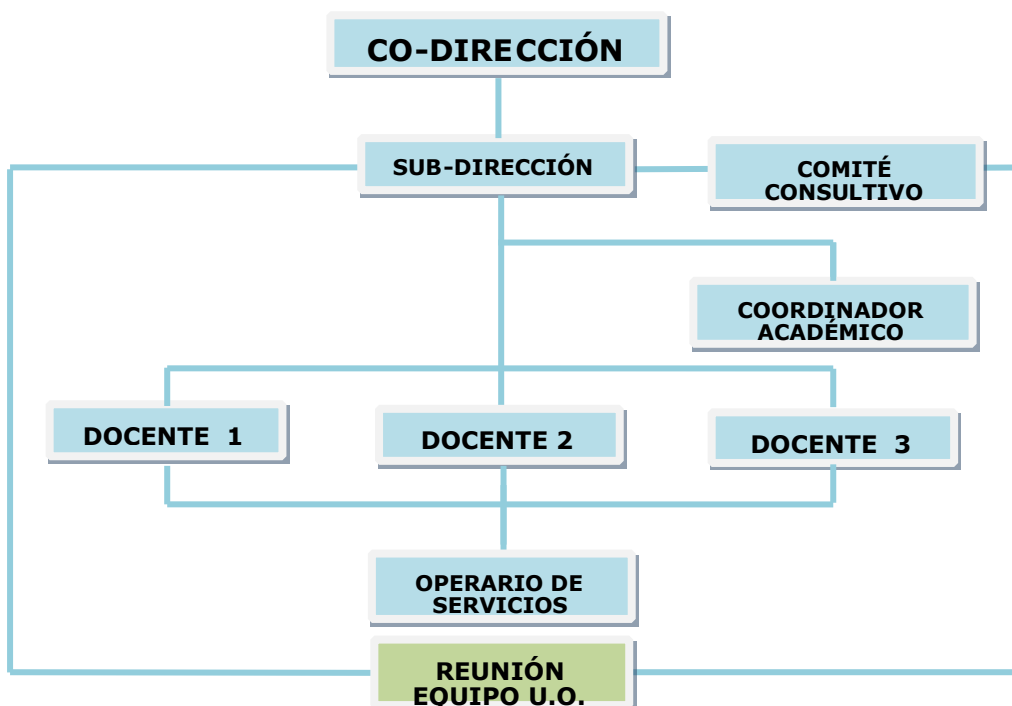 CO-DIRECCIÓN
SUB-DIRECCIÓN
COMITÉ
CONSULTIVO
COORDINADOR
ACADÉMICO
DOCENTE 1
DOCENTE 2
DOCENTE 3
OPERARIO DE
SERVICIOS
REUNIÓN
EQUIPO U.O.